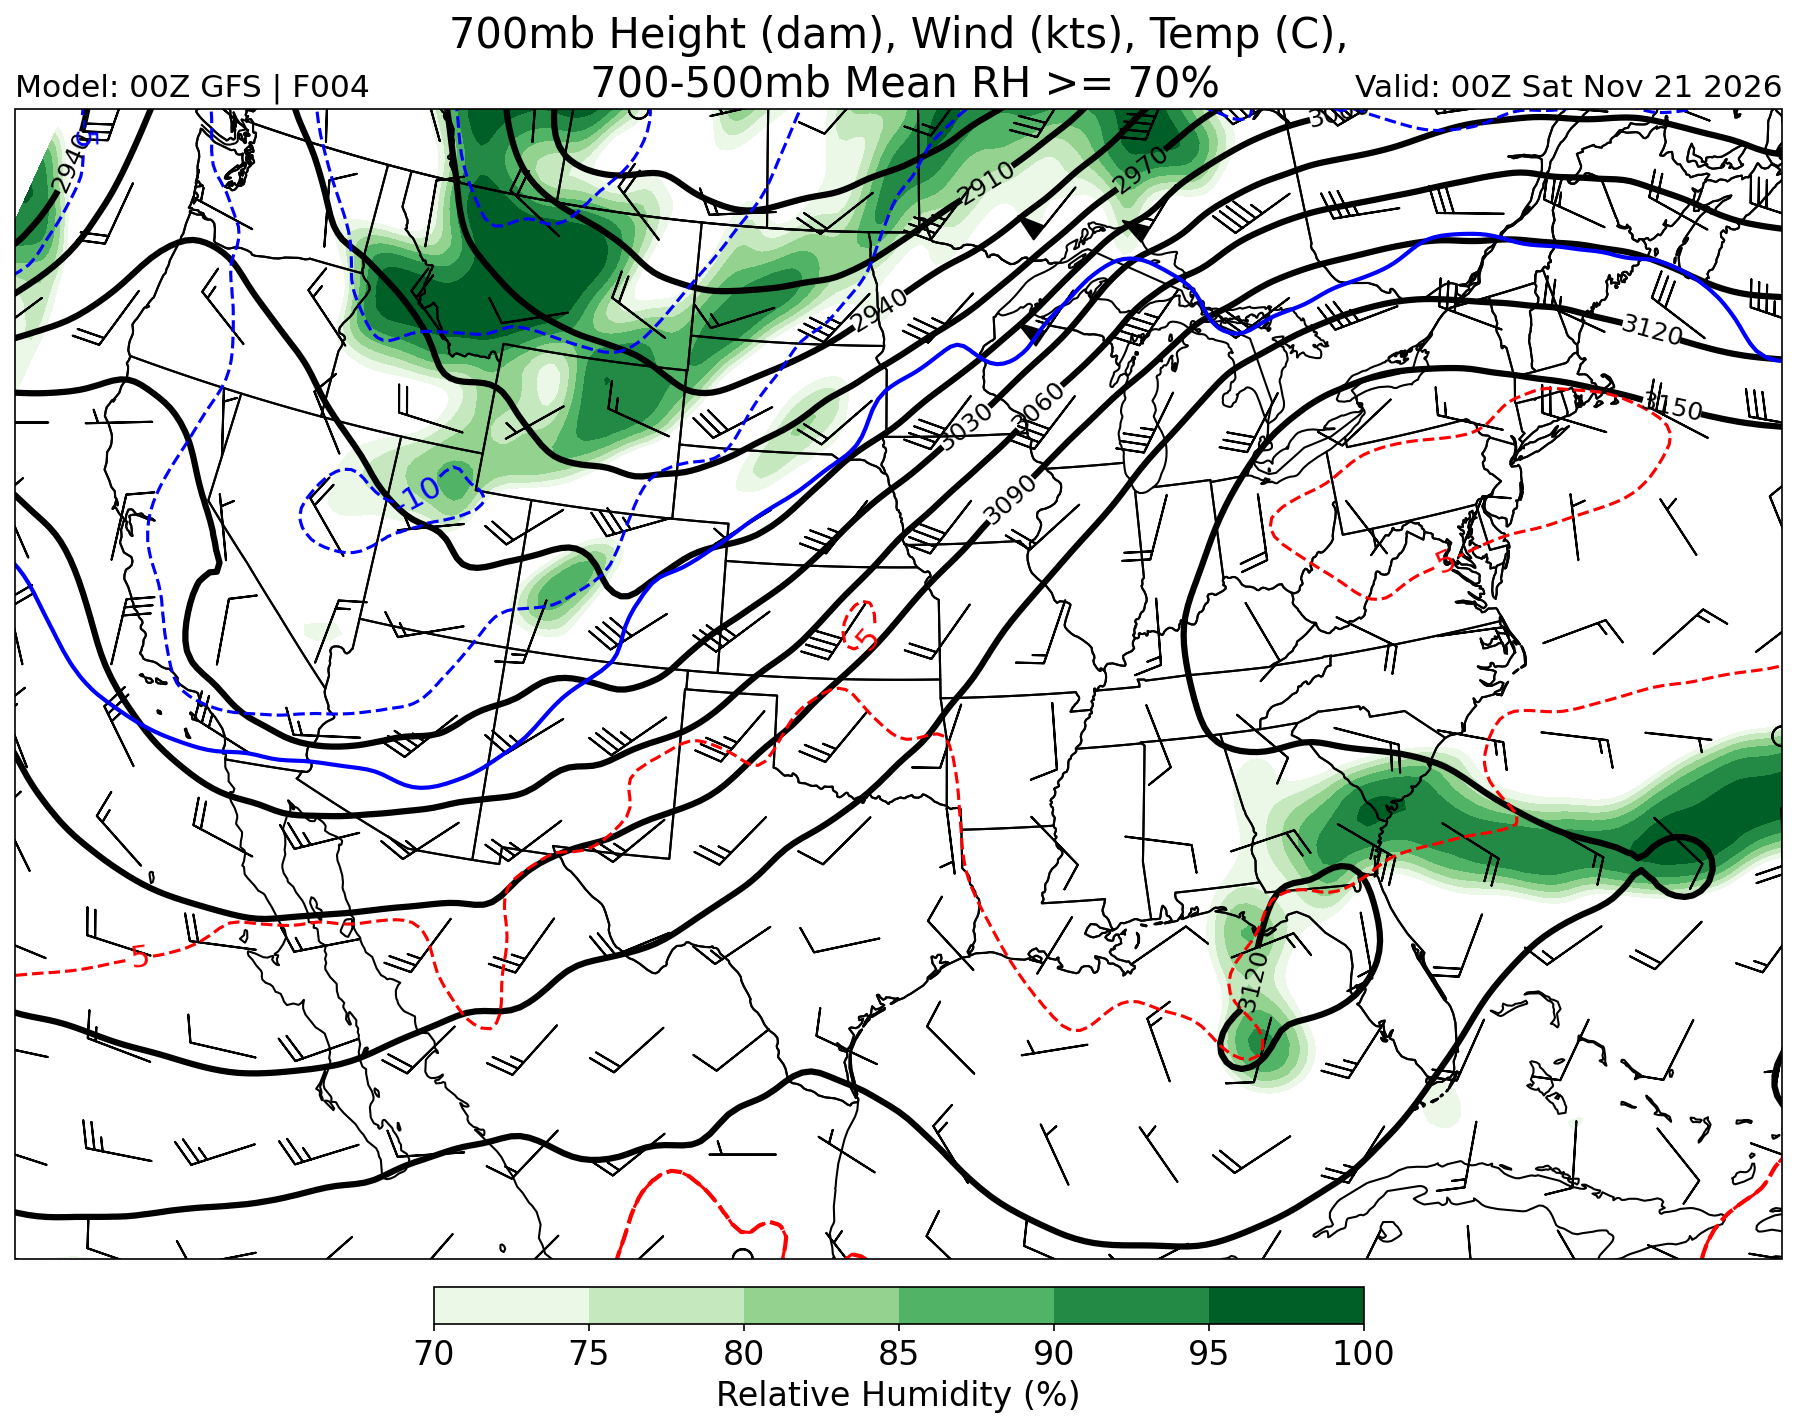 700mb Height (dam), Wind (kts), Temp (C),
Model: 00Z GFS | F004
700-500mb Mean RH >= 70%
Valid: 00Z Sat Nov 21 2026
2940
2910
2970
2940
3120
3150
3030
3060
3090
-10
5
5
5
3120
70 75 80 85 90 95 100
Relative Humidity (%)